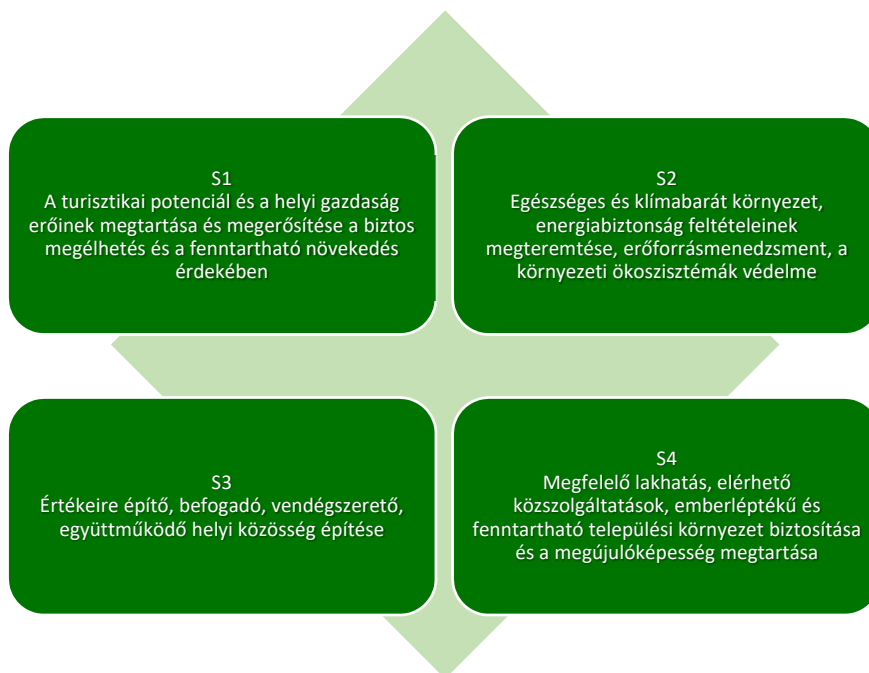 S1
A turisztikai potenciál és a helyi gazdaság
erőinek megtartása és megerősítése a biztos
megélhetés és a fenntartható növekedés
érdekében
S2
Egészséges és klímabarát környezet,
energiabiztonság feltételeinek
megteremtése, erőforrásmenedzsment, a
környezeti ökoszisztémák védelme
S3
Értékeire építő, befogadó, vendégszerető,
együttműködő helyi közösség építése
S4
Megfelelő lakhatás, elérhető
közszolgáltatások, emberléptékű és
fenntartható települési környezet biztosítása
és a megújulóképesség megtartása